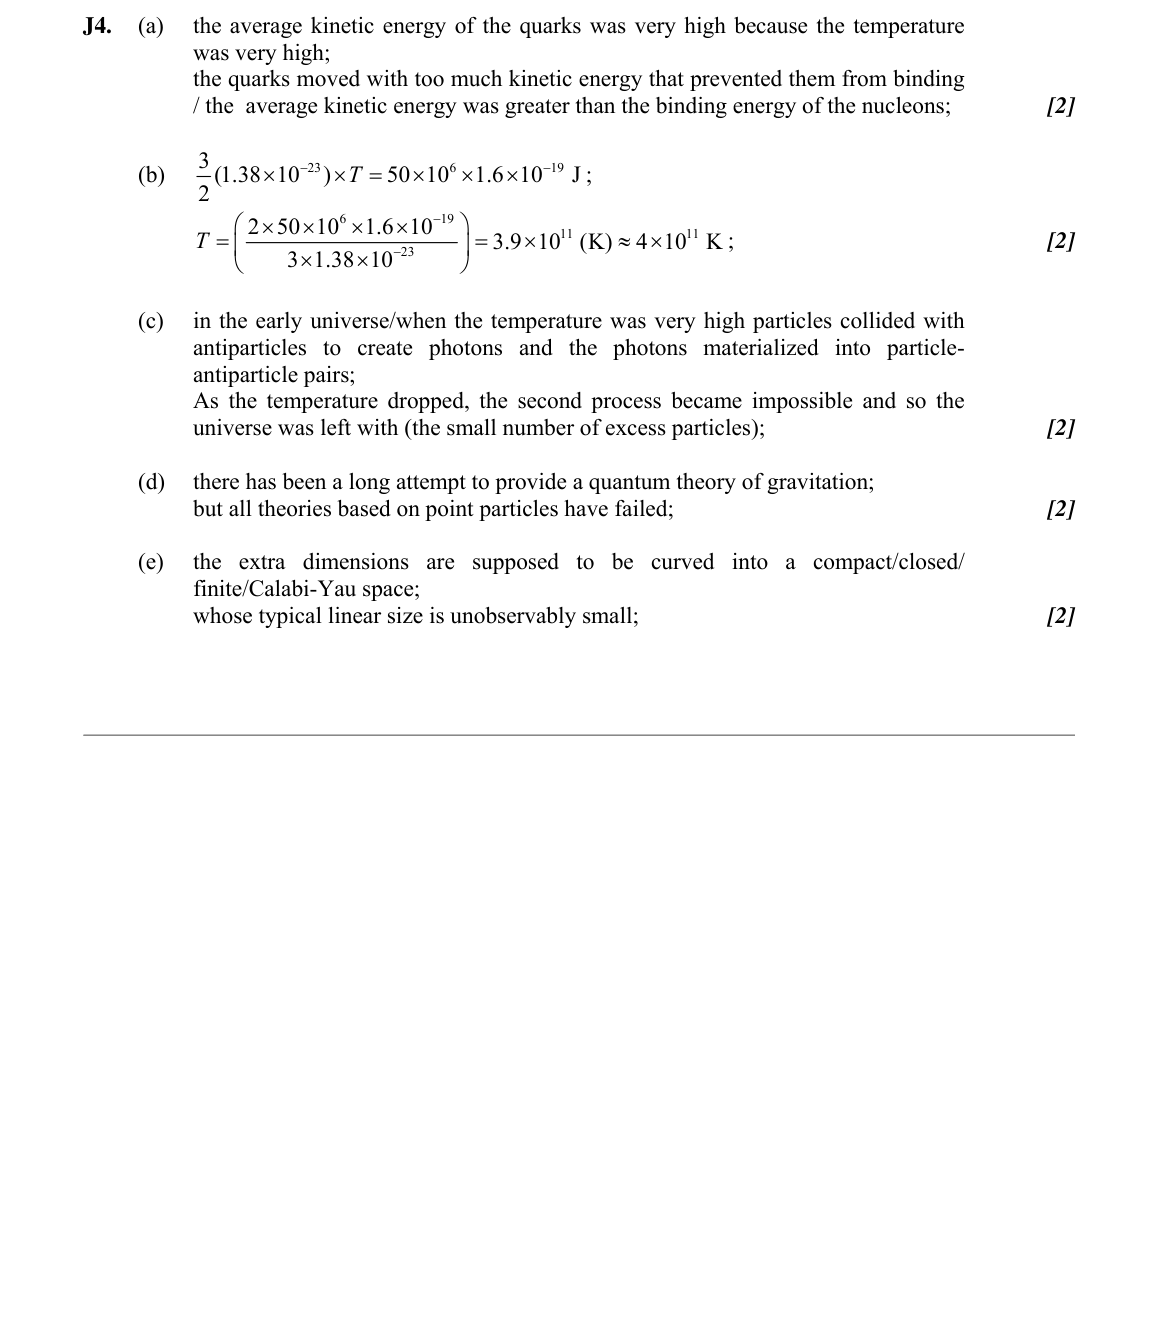 J4. (a) the average kinetic energy of the quarks was very high because the temperature
was very high;
the quarks moved with too much kinetic energy that prevented them from binding
/ the average kinetic energy was greater than the binding energy of the nucleons; [2]
(b) 3/2 (1.38×10⁻²³)×T = 50×10⁶×1.6×10⁻¹⁹ J ;
T = ( 2×50×10⁶×1.6×10⁻¹⁹ / 3×1.38×10⁻²³ ) = 3.9×10¹¹ (K) ≈ 4×10¹¹ K ; [2]
(c) in the early universe/when the temperature was very high particles collided with
antiparticles to create photons and the photons materialized into particle-
antiparticle pairs;
As the temperature dropped, the second process became impossible and so the
universe was left with (the small number of excess particles); [2]
(d) there has been a long attempt to provide a quantum theory of gravitation;
but all theories based on point particles have failed; [2]
(e) the extra dimensions are supposed to be curved into a compact/closed/
finite/Calabi-Yau space;
whose typical linear size is unobservably small; [2]